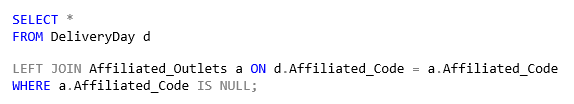 SELECT *
FROM DeliveryDay d
LEFT JOIN Affiliated_Outlets a ON d.Affiliated_Code = a.Affiliated_Code
WHERE a.Affiliated_Code IS NULL;